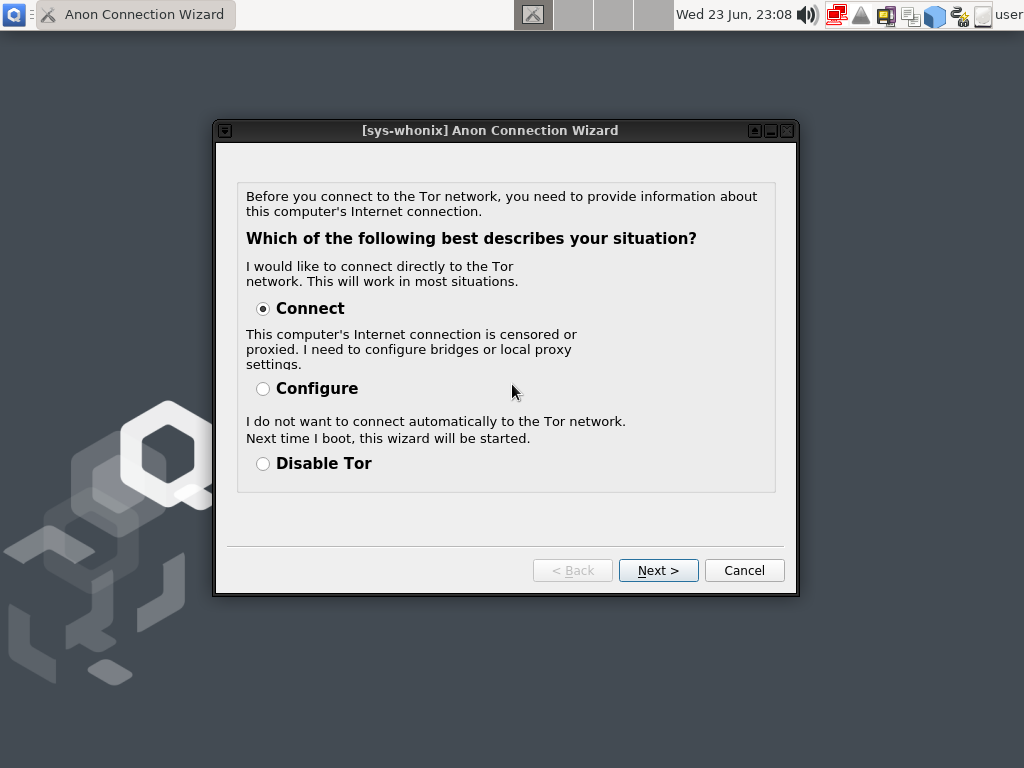 Anon Connection Wizard
Wed 23 Jun, 23:08
user
[sys-whonix] Anon Connection Wizard
Before you connect to the Tor network, you need to provide information about
this computer's Internet connection.
Which of the following best describes your situation?
I would like to connect directly to the Tor
network. This will work in most situations.
Connect
This computer's Internet connection is censored or
proxied. I need to configure bridges or local proxy
settings.
Configure
I do not want to connect automatically to the Tor network.
Next time I boot, this wizard will be started.
Disable Tor
< Back
Next >
Cancel